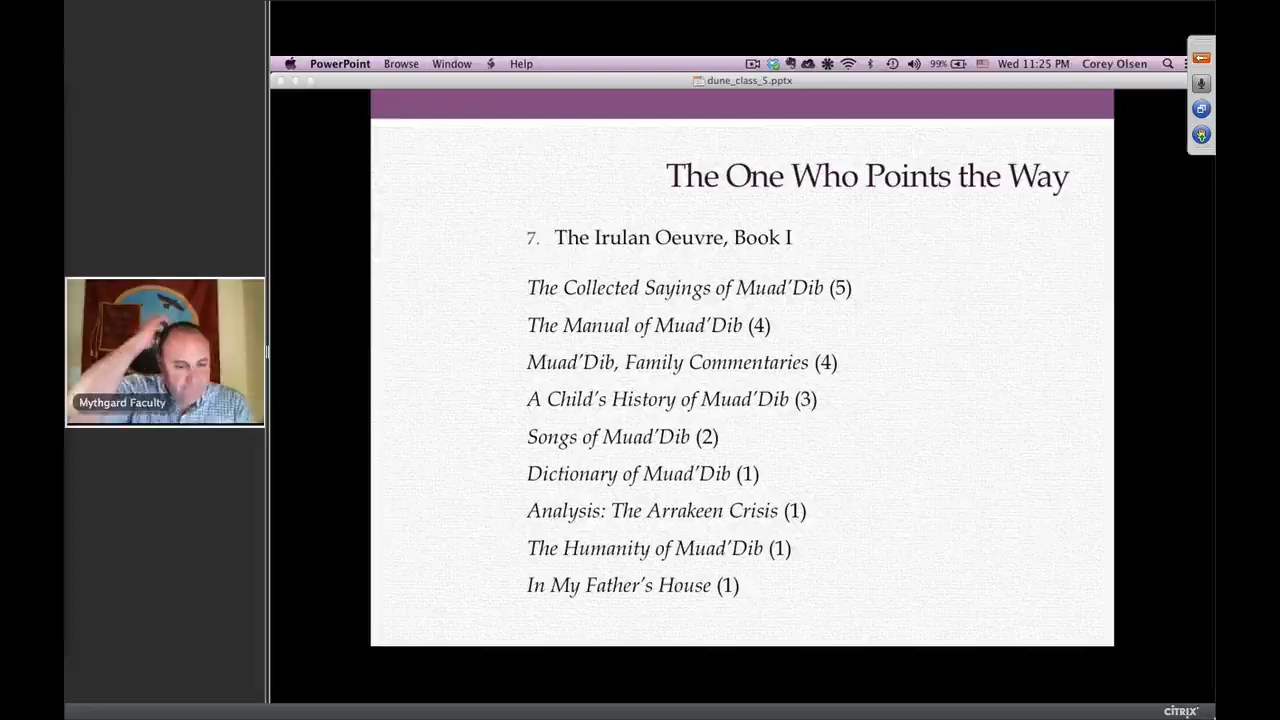 PowerPoint Browse Window Help 99% Wed 11:25 PM Corey Olsen
dune_class_5.pptx
The One Who Points the Way
7. The Irulan Oeuvre, Book I
The Collected Sayings of Muad'Dib (5)
The Manual of Muad'Dib (4)
Muad'Dib, Family Commentaries (4)
A Child's History of Muad'Dib (3)
Songs of Muad'Dib (2)
Dictionary of Muad'Dib (1)
Analysis: The Arrakeen Crisis (1)
The Humanity of Muad'Dib (1)
In My Father's House (1)
Mythgard Faculty
CITRIX